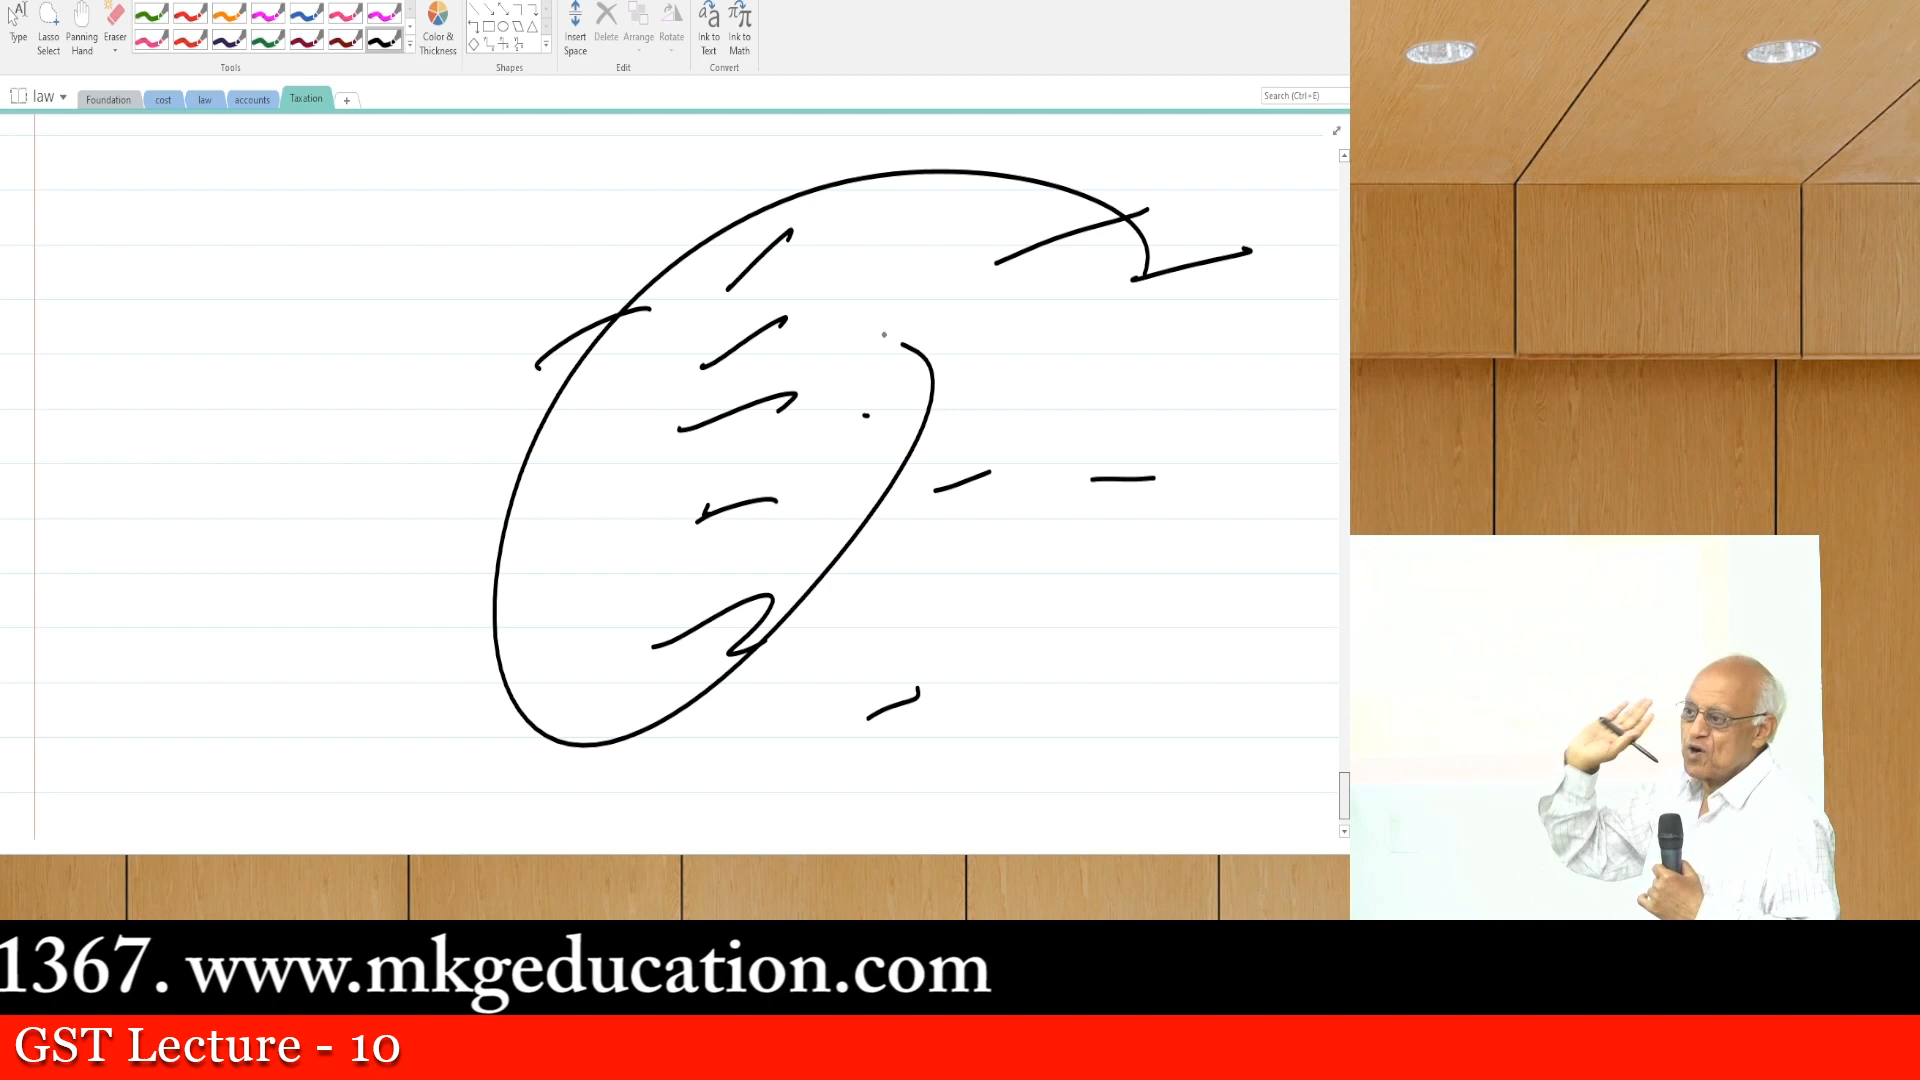 Type
Lasso Select
Panning Hand
Eraser
Color & Thickness
Insert Space
Delete
Arrange
Rotate
Ink to Text
Ink to Math
Tools
Shapes
Edit
Convert
law
Foundation
cost
law
accounts
Taxation
Search (Ctrl+E)
1367. www.mkgeducation.com
GST Lecture - 10